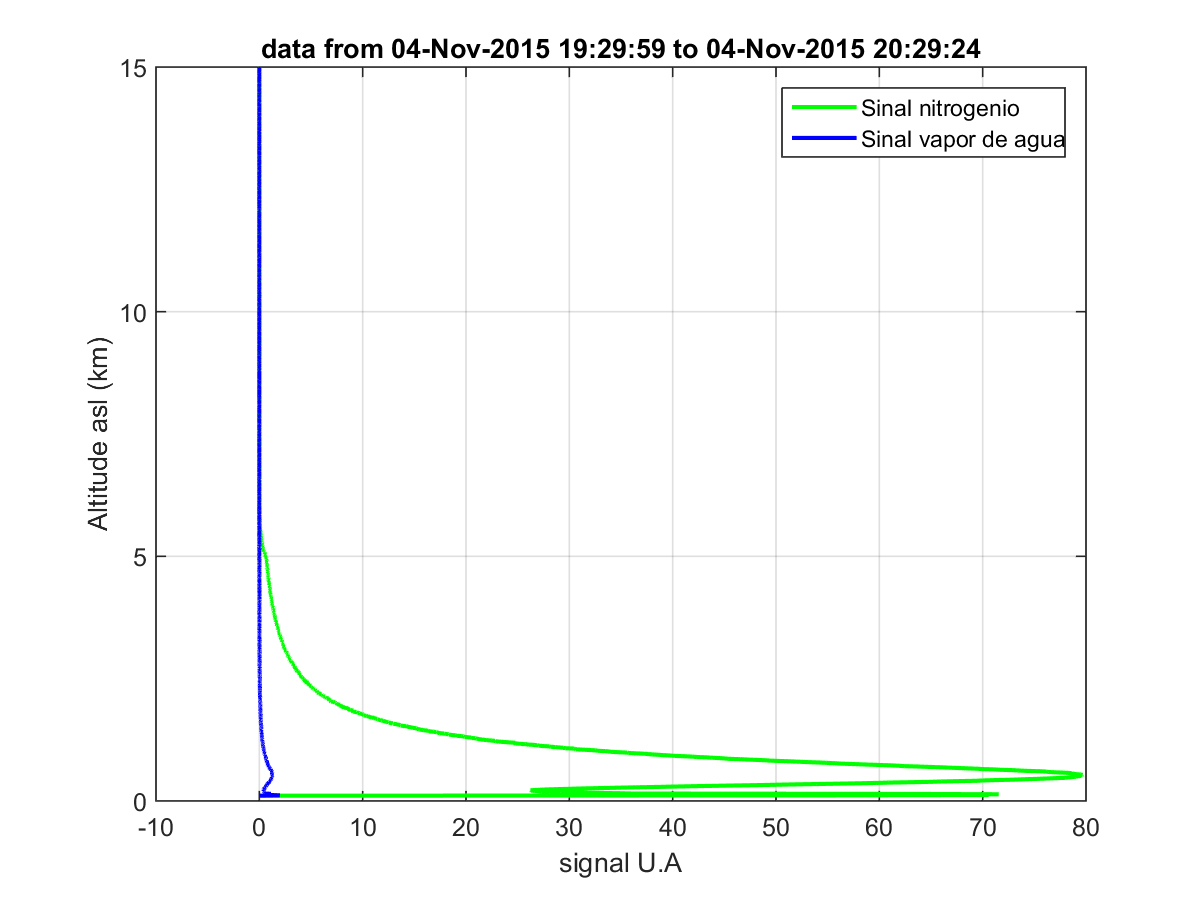 data from 04-Nov-2015 19:29:59 to 04-Nov-2015 20:29:24
15
Sinal nitrogenio
Sinal vapor de agua
10
Altitude asl (km)
5
0
-10 0 10 20 30 40 50 60 70 80
signal U.A